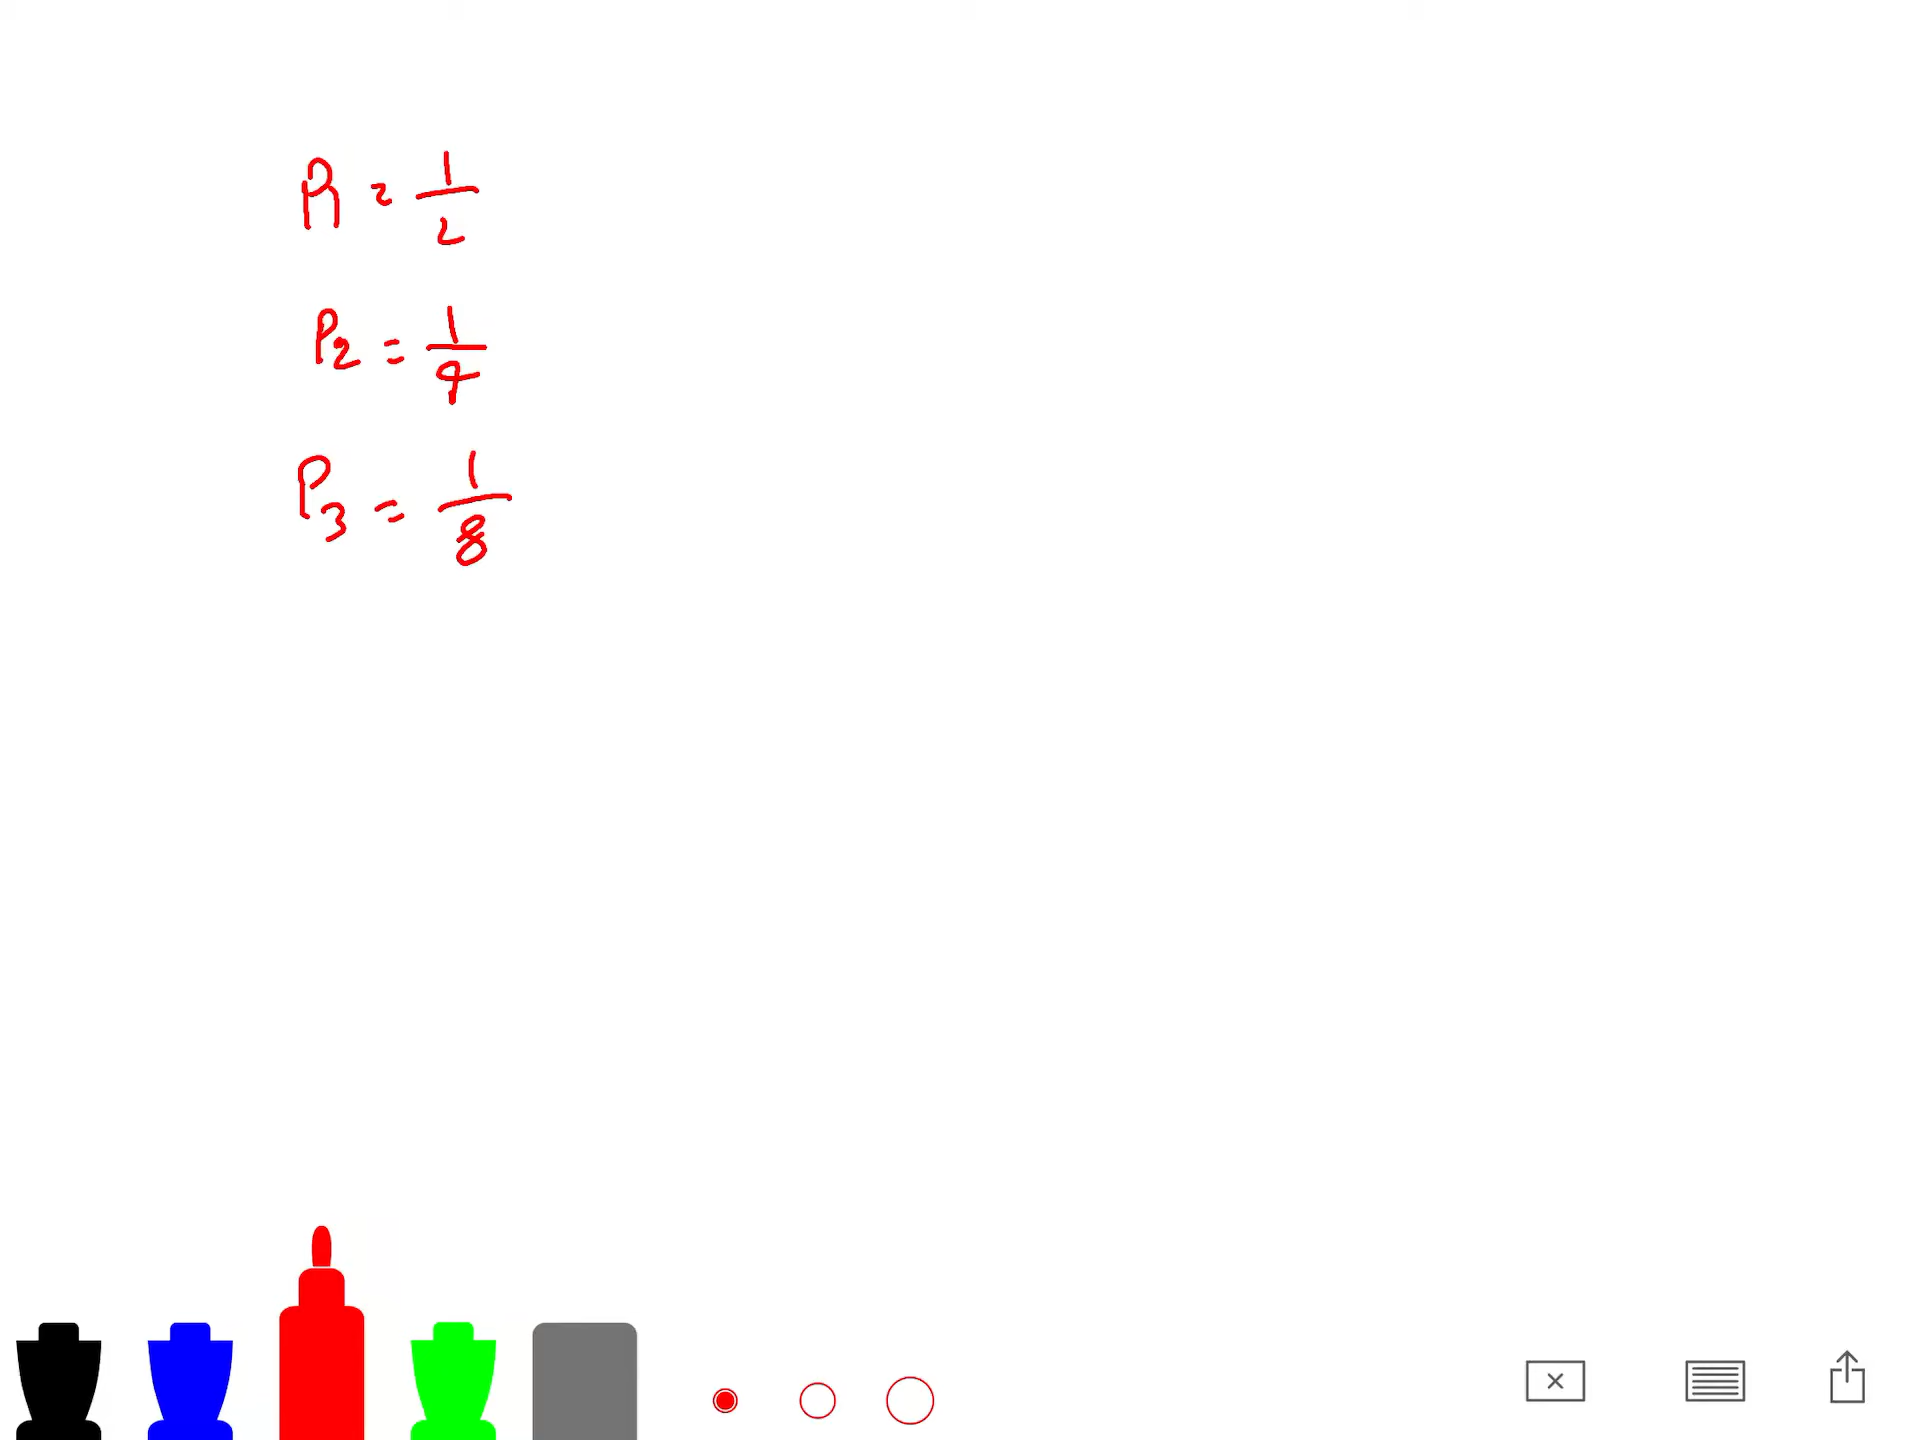 P1 = 1/2
P2 = 1/4
P3 = 1/8